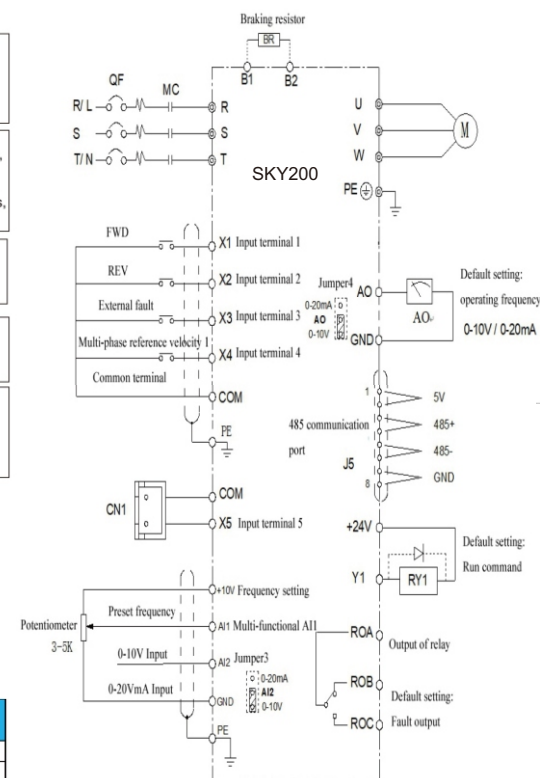 Braking resistor
BR
B1 B2
QF MC
R/ L R
S S
T/ N T
SKY200
U
V
W
M
PE
FWD
X1 Input terminal 1
REV
X2 Input terminal 2
External fault
X3 Input terminal 3
Multi-phase reference velocity 1
X4 Input terminal 4
Common terminal
COM
PE
Jumper4
0-20mA
AO
0-10V
AO
GND
AO
Default setting:
operating frequency
0-10V / 0-20mA
485 communication
port
J5
1
8
5V
485+
485-
GND
CN1
COM
X5 Input terminal 5
+24V
Y1
RY1
Default setting:
Run command
+10V Frequency setting
Preset frequency
AI1 Multi-functional AI1
Potentiometer
3-5K
0-10V Input
AI2 Jumper3
0-20mA
AI2
0-10V
0-20VmA Input
GND
PE
ROA
Output of relay
ROB
Default setting:
ROC
Fault output